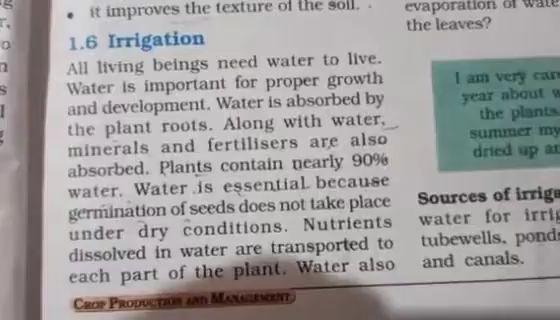 • it improves the texture of the soil.
1.6 Irrigation
All living beings need water to live.
Water is important for proper growth
and development. Water is absorbed by
the plant roots. Along with water,
minerals and fertilisers are also
absorbed. Plants contain nearly 90%
water. Water is essential because
germination of seeds does not take place
under dry conditions. Nutrients
dissolved in water are transported to
each part of the plant. Water also
CROP PRODUCTION AND MANAGEMENT
evaporation of wate
the leaves?
I am very
year about
the plants
summer
dried up
Sources of irriga
water for irrig
tubewells, pond
and canals.